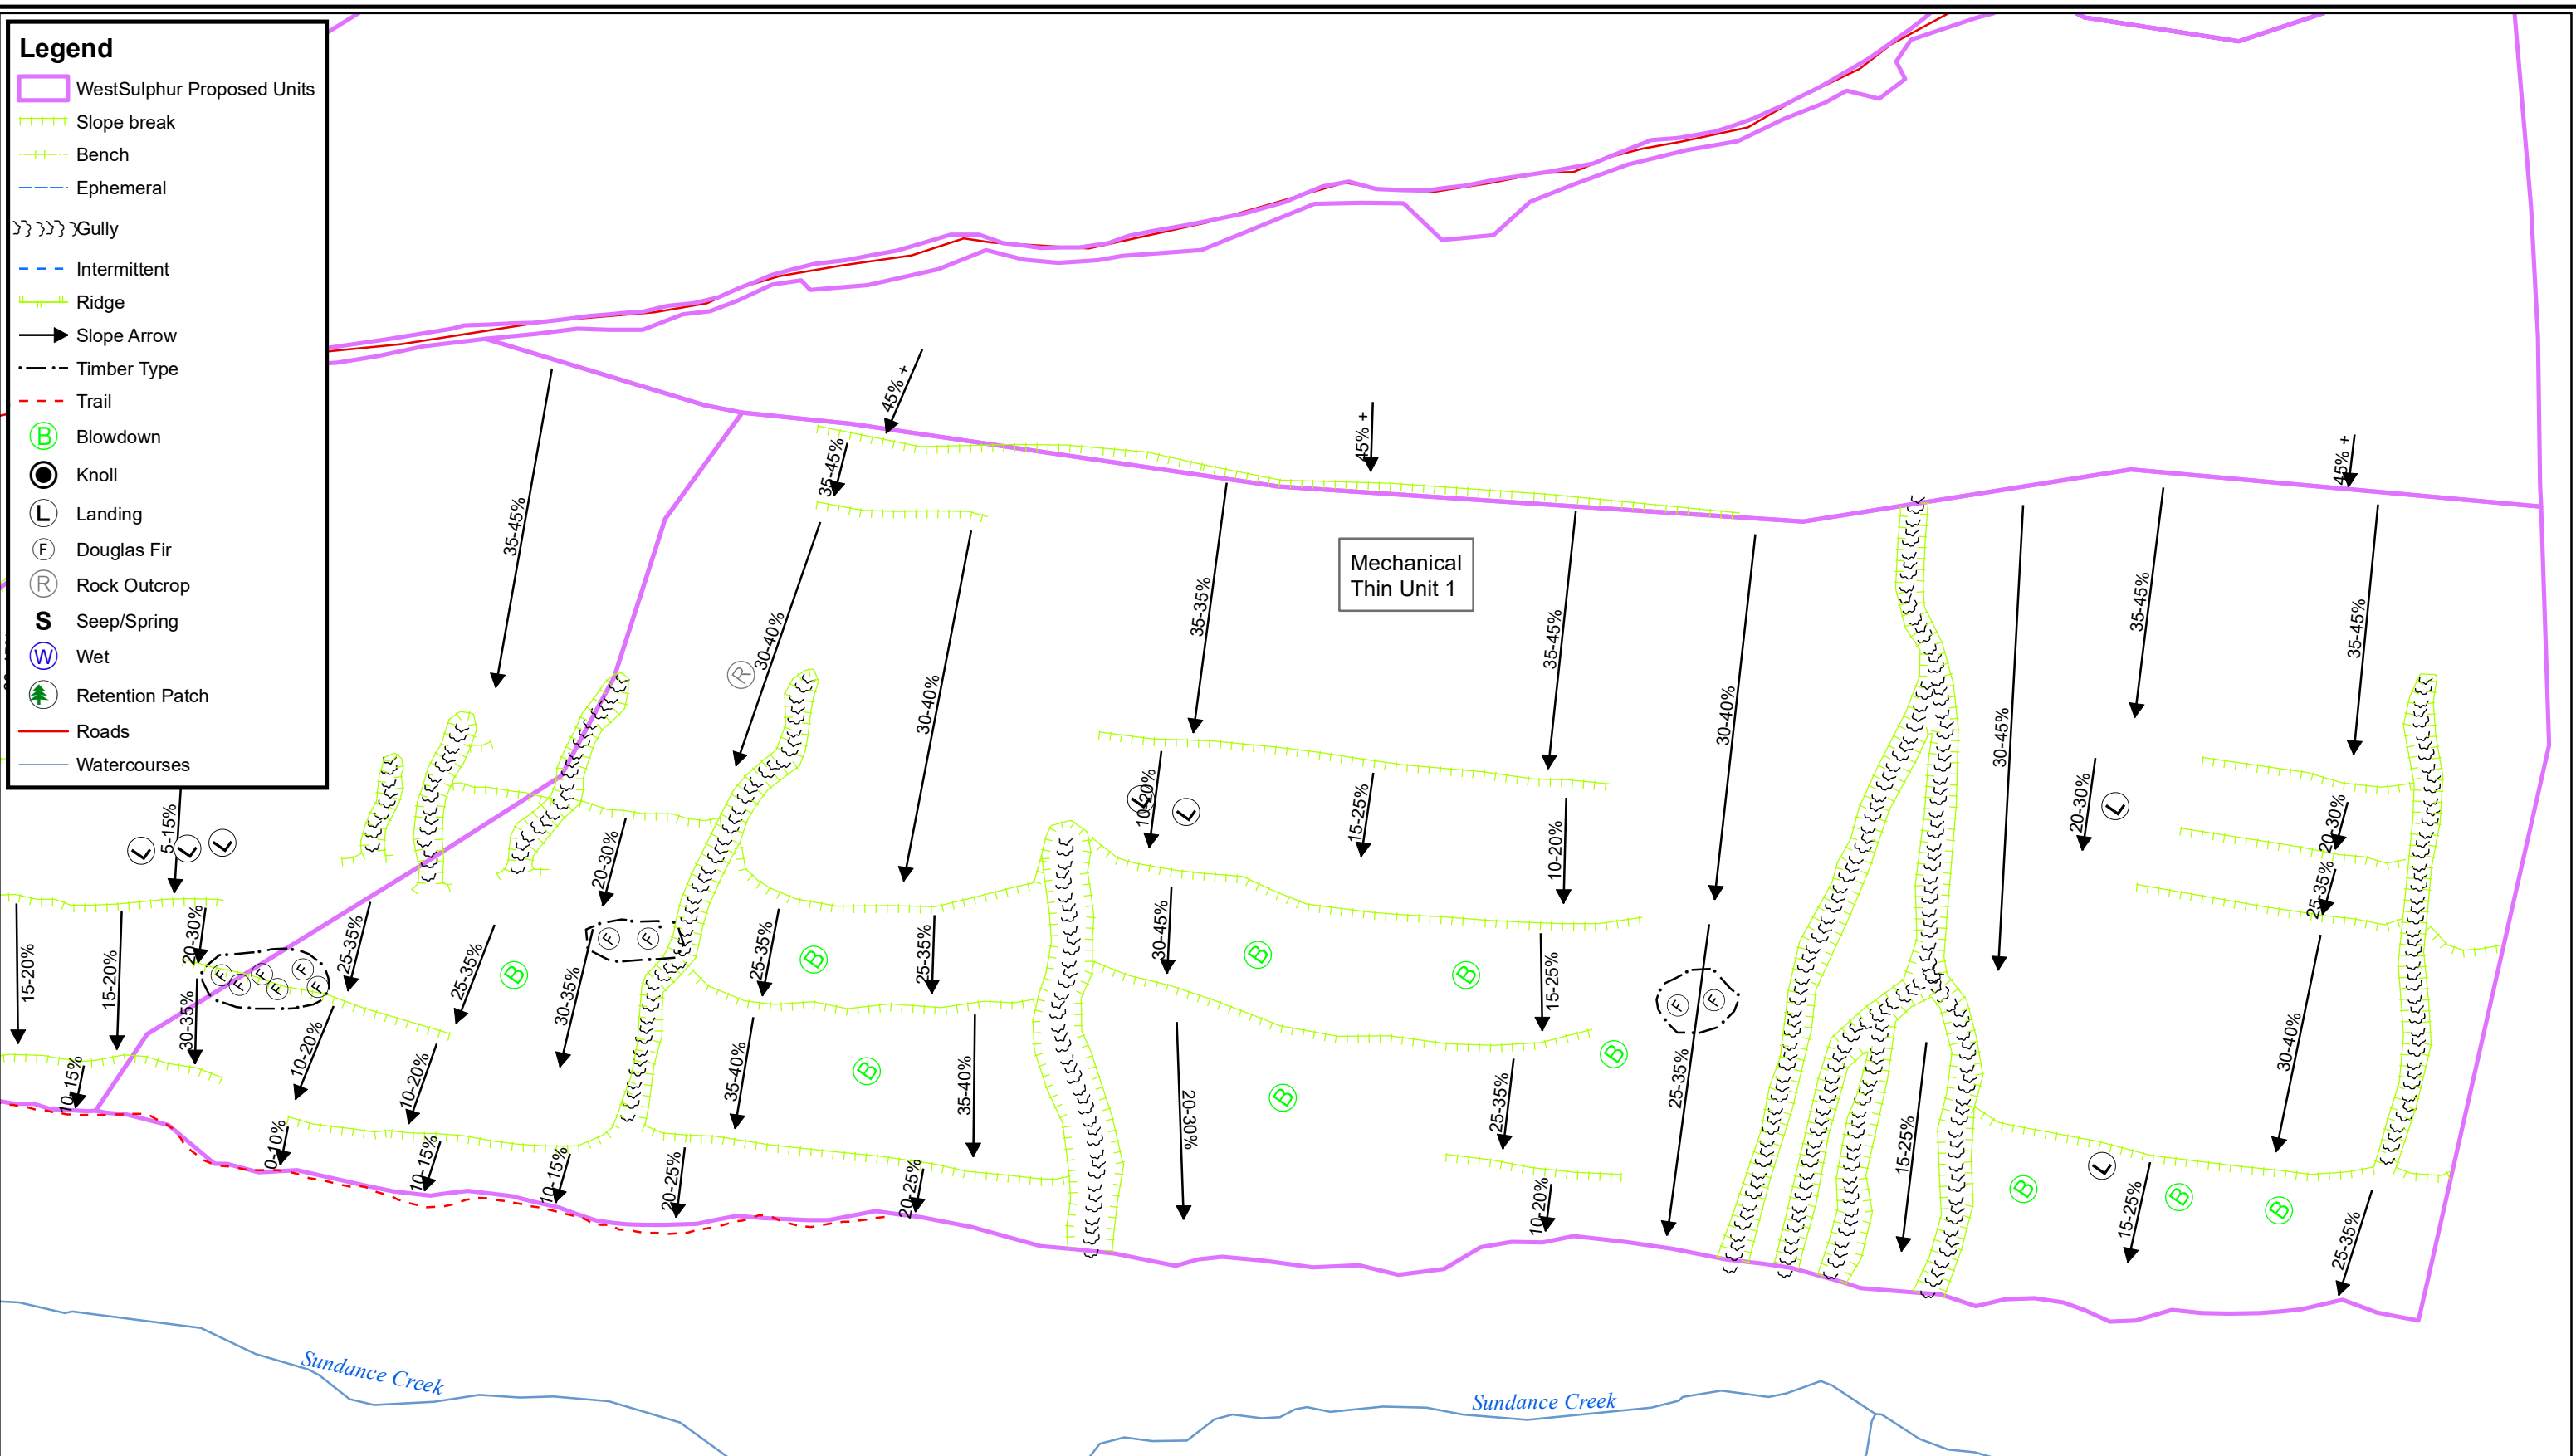 Legend
WestSulphur Proposed Units
Slope break
Bench
Ephemeral
Gully
Intermittent
Ridge
Slope Arrow
Timber Type
Trail
B Blowdown
Knoll
L Landing
F Douglas Fir
R Rock Outcrop
S Seep/Spring
W Wet
Retention Patch
Roads
Watercourses
45% +
45% +
45% +
35-45%
35-45%
Mechanical
Thin Unit 1
35-35%
35-45%
35-45%
35-45%
30-40%
R
30-40%
30-40%
30-45%
5-15%
L
L
L
20-30%
10-20%
L
L
15-25%
10-20%
20-30%
L
20-30%
25-35%
15-20%
15-20%
20-30%
25-35%
25-35%
B
F
F
25-35%
B
25-35%
30-45%
B
B
15-25%
F
F
F
F
F
F
30-35%
30-35%
F
F
10-20%
10-20%
35-40%
B
35-40%
20-30%
B
B
25-35%
25-35%
30-40%
10-15%
0-10%
10-15%
10-15%
20-25%
20-25%
10-20%
15-25%
B
L
15-25%
B
B
25-35%
Sundance Creek
Sundance Creek